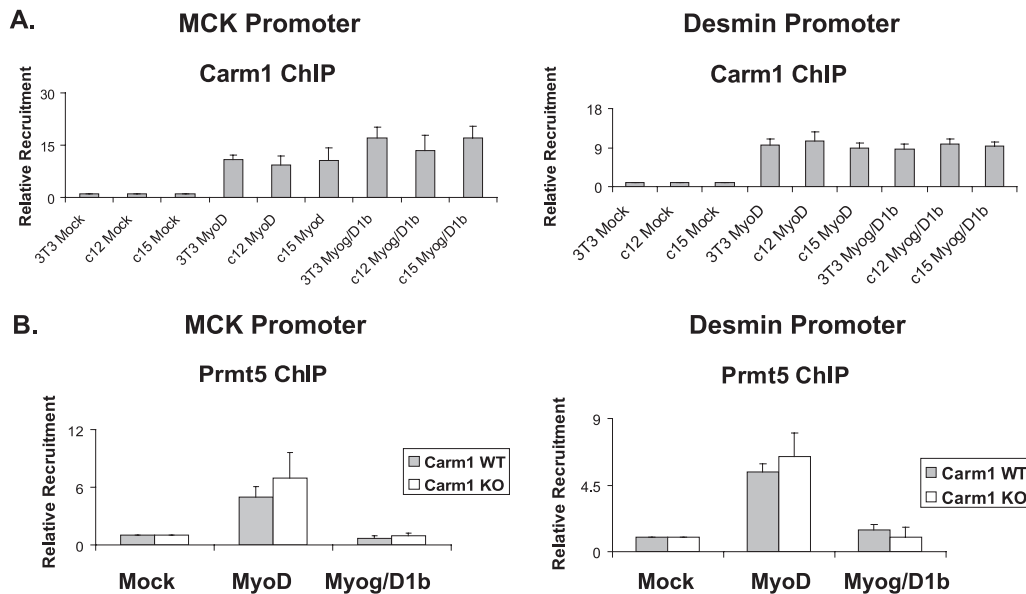 A.
MCK Promoter
Desmin Promoter
Carm1 ChIP
Carm1 ChIP
Relative Recruitment
30
15
0
3T3 Mock
c12 Mock
c15 Mock
3T3 MyoD
c12 MyoD
c15 Myod
3T3 Myog/D1b
c12 Myog/D1b
c15 Myog/D1b
Relative Recruitment
18
9
0
3T3 Mock
c12 Mock
c15 Mock
3T3 MyoD
c12 MyoD
c15 MyoD
3T3 Myog/D1b
c12 Myog/D1b
c15 Myog/D1b
B.
MCK Promoter
Desmin Promoter
Prmt5 ChIP
Prmt5 ChIP
Relative Recruitment
12
6
0
Carm1 WT
Carm1 KO
Mock MyoD Myog/D1b
Relative Recruitment
9
4.5
0
Carm1 WT
Carm1 KO
Mock MyoD Myog/D1b